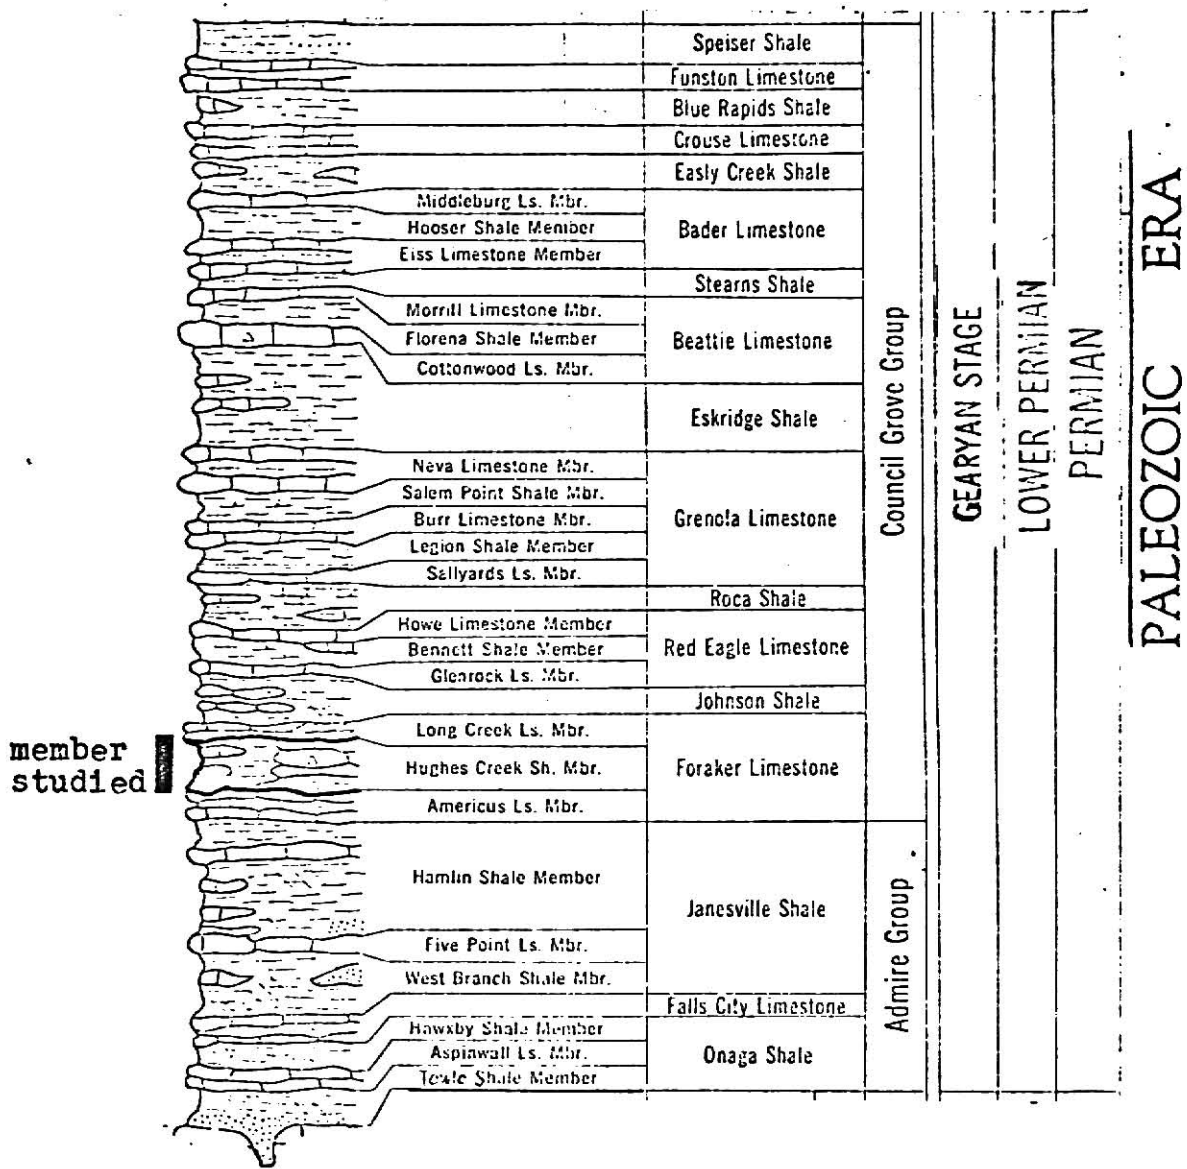 Speiser Shale
Funston Limestone
Blue Rapids Shale
Crouse Limestone
Easly Creek Shale
Middleburg Ls. Mbr.
Hooser Shale Member
Bader Limestone
Eiss Limestone Member
Stearns Shale
Morrill Limestone Mbr.
Florena Shale Member
Beattie Limestone
Cottonwood Ls. Mbr.
Eskridge Shale
Neva Limestone Mbr.
Salem Point Shale Mbr.
Burr Limestone Mbr.
Grenola Limestone
Legion Shale Member
Sallyards Ls. Mbr.
Roca Shale
Howe Limestone Member
Bennett Shale Member
Red Eagle Limestone
Glenrock Ls. Mbr.
Johnson Shale
Long Creek Ls. Mbr.
member
studied
Hughes Creek Sh. Mbr.
Foraker Limestone
Americus Ls. Mbr.
Hamlin Shale Member
Janesville Shale
Five Point Ls. Mbr.
West Branch Shale Mbr.
Falls City Limestone
Hawxby Shale Member
Aspinwall Ls. Mbr.
Onaga Shale
Towle Shale Member
Council Grove Group
Admire Group
GEARYAN STAGE
LOWER PERMIAN
PERMIAN
PALEOZOIC ERA